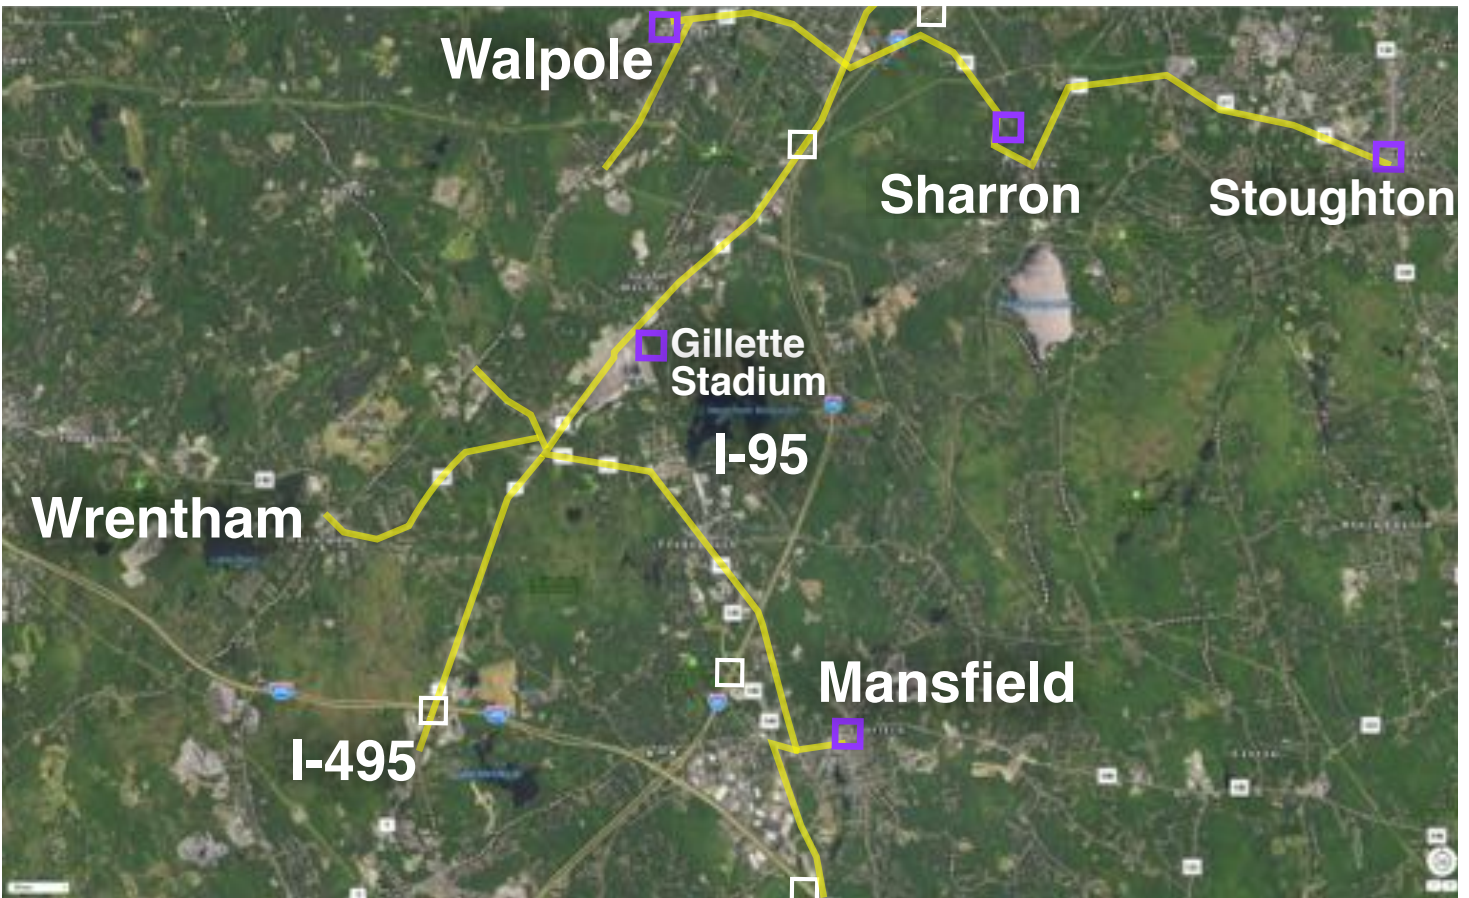 Walpole
Sharron
Stoughton
Gillette
Stadium
I-95
Wrentham
Mansfield
I-495